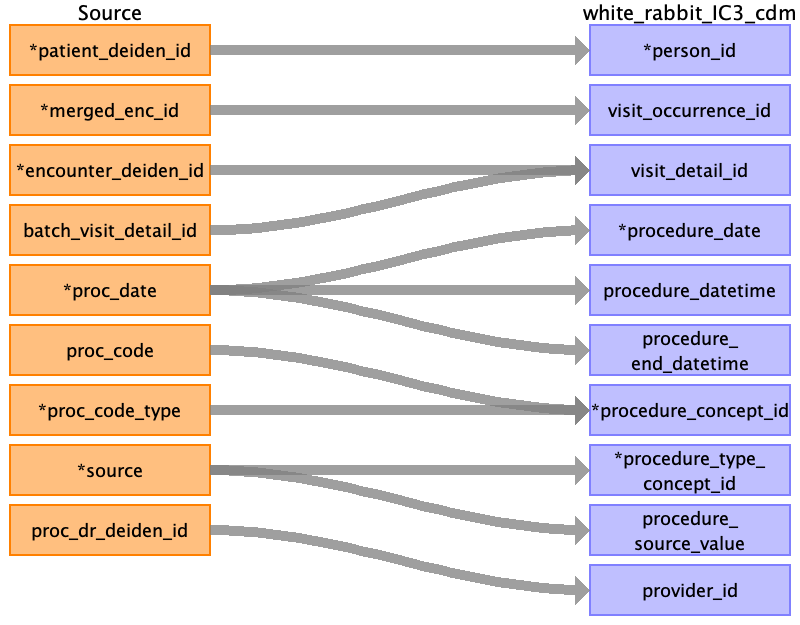 Source
white_rabbit_IC3_cdm
*patient_deiden_id
*person_id
*merged_enc_id
visit_occurrence_id
*encounter_deiden_id
visit_detail_id
batch_visit_detail_id
*procedure_date
*proc_date
procedure_datetime
proc_code
procedure_
end_datetime
*proc_code_type
*procedure_concept_id
*source
*procedure_type_
concept_id
proc_dr_deiden_id
procedure_
source_value
provider_id